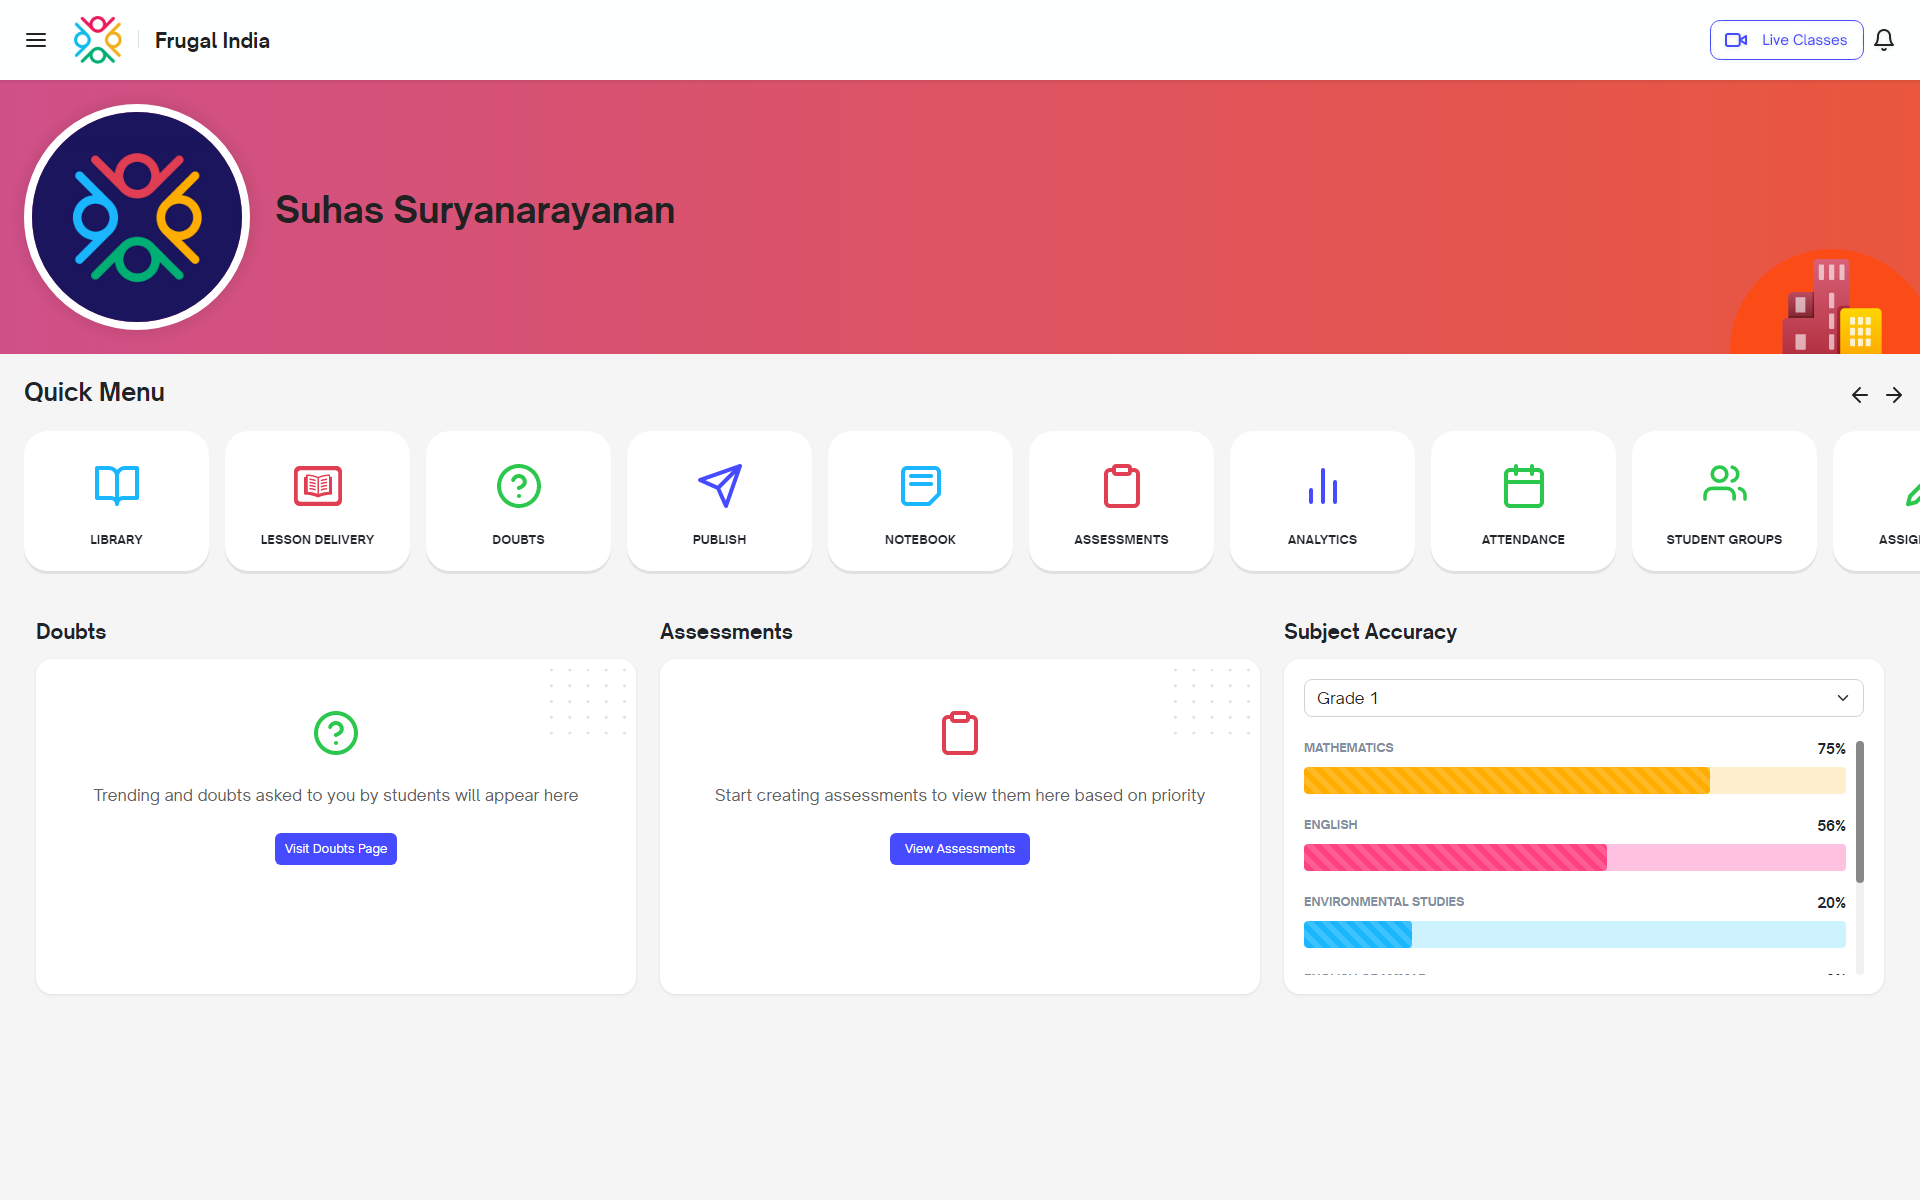 Frugal India
Live Classes
Suhas Suryanarayanan
Quick Menu
LIBRARY
LESSON DELIVERY
DOUBTS
PUBLISH
NOTEBOOK
ASSESSMENTS
ANALYTICS
ATTENDANCE
STUDENT GROUPS
Doubts
Trending and doubts asked to you by students will appear here
Visit Doubts Page
Assessments
Start creating assessments to view them here based on priority
View Assessments
Subject Accuracy
Grade 1
MATHEMATICS 75%
ENGLISH 56%
ENVIRONMENTAL STUDIES 20%